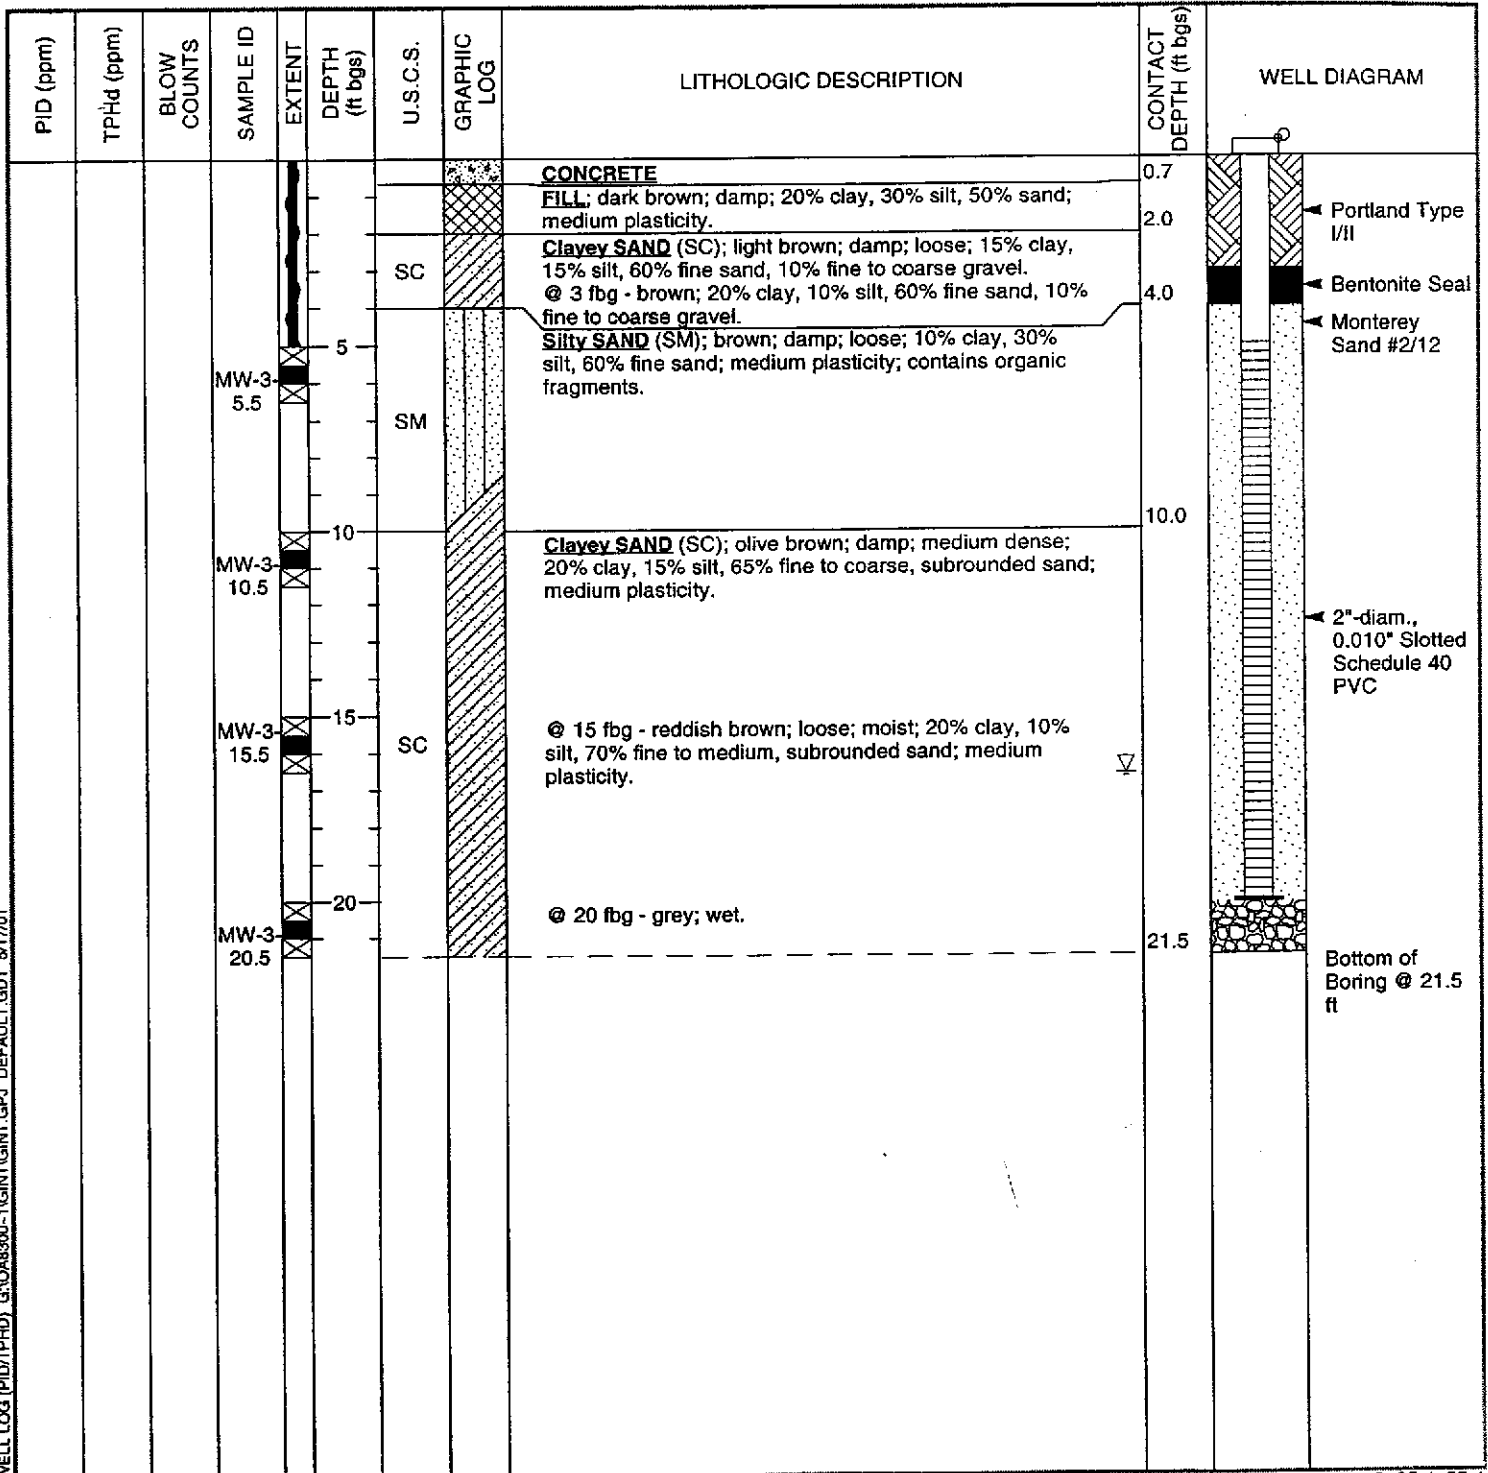 PID (ppm)
TPHd (ppm)
BLOW
COUNTS
SAMPLE ID
EXTENT
DEPTH
(ft bgs)
U.S.C.S.
GRAPHIC
LOG
LITHOLOGIC DESCRIPTION
CONTACT
DEPTH (ft bgs)
WELL DIAGRAM
CONCRETE
0.7
FILL; dark brown; damp; 20% clay, 30% silt, 50% sand;
medium plasticity.
2.0
Portland Type
I/II
SC
Clayey SAND (SC); light brown; damp; loose; 15% clay,
15% silt, 60% fine sand, 10% fine to coarse gravel.
@ 3 fbg - brown; 20% clay, 10% silt, 60% fine sand, 10%
fine to coarse gravel.
4.0
Bentonite Seal
Monterey
Sand #2/12
5
Silty SAND (SM); brown; damp; loose; 10% clay, 30%
silt, 60% fine sand; medium plasticity; contains organic
fragments.
MW-3-
5.5
SM
10
10.0
MW-3-
10.5
Clayey SAND (SC); olive brown; damp; medium dense;
20% clay, 15% silt, 65% fine to coarse, subrounded sand;
medium plasticity.
2"-diam.,
0.010" Slotted
Schedule 40
PVC
15
MW-3-
15.5
SC
@ 15 fbg - reddish brown; loose; moist; 20% clay, 10%
silt, 70% fine to medium, subrounded sand; medium
plasticity.
20
@ 20 fbg - grey; wet.
MW-3-
20.5
21.5
Bottom of
Boring @ 21.5
ft
WELL LOG (PID/TPHD)